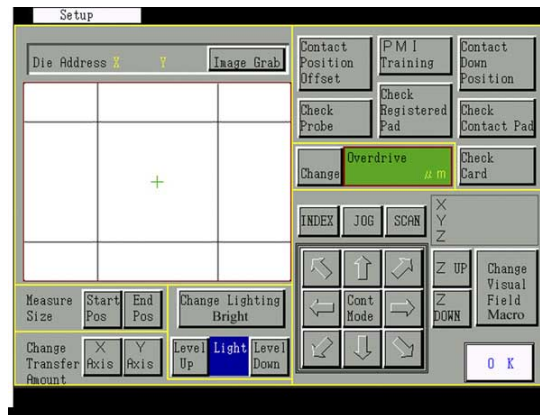 Setup
Die Address X Y
Image Grab
Contact
Position
Offset
PMI
Training
Contact
Down
Position
Check
Probe
Check
Registered
Pad
Check
Contact Pad
Change
Overdrive
μm
Check
Card
INDEX
JOG
SCAN
X
Y
Z
Cont
Mode
Z UP
Z
DOWN
Change
Visual
Field
Macro
Measure
Size
Start
Pos
End
Pos
Change Lighting
Bright
Change
Transfer
Amount
X
Axis
Y
Axis
Level
Up
Light
Level
Down
O K